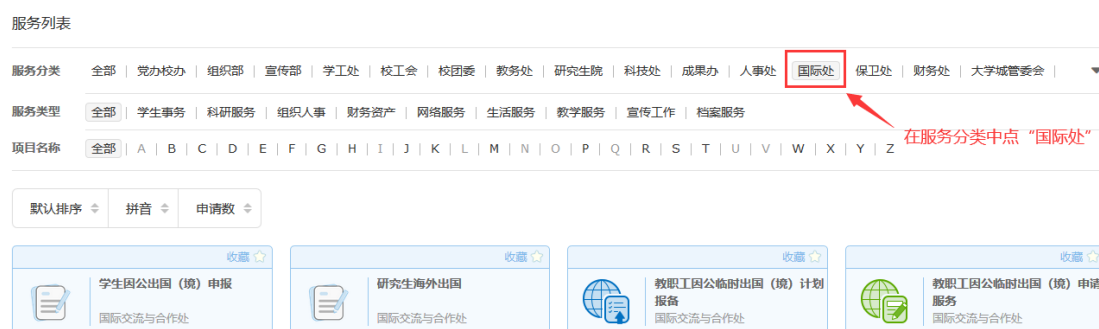 服务列表
服务分类 全部 | 党办校办 | 组织部 | 宣传部 | 学工处 | 校工会 | 校团委 | 教务处 | 研究生院 | 科技处 | 成果办 | 人事处 | 国际处 | 保卫处 | 财务处 | 大学城管委会 |
服务类型 全部 | 学生事务 | 科研服务 | 组织人事 | 财务资产 | 网络服务 | 生活服务 | 教学服务 | 宣传工作 | 档案服务
在服务分类中点“国际处”
项目名称 全部 | A | B | C | D | E | F | G | H | I | J | K | L | M | N | O | P | Q | R | S | T | U | V | W | X | Y | Z
默认排序 拼音 申请数
收藏 收藏 收藏 收藏
学生因公出国（境）申报
国际交流与合作处
研究生海外出国
国际交流与合作处
教职工因公临时出国（境）计划
报备
国际交流与合作处
教职工因公临时出国（境）申请
服务
国际交流与合作处